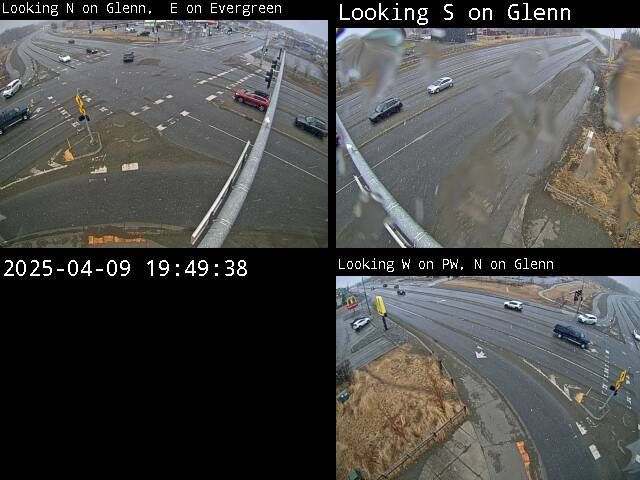 Looking N on Glenn,  E on Evergreen
Looking S on Glenn
2025-04-09 19:49:38
Looking W on PW, N on Glenn